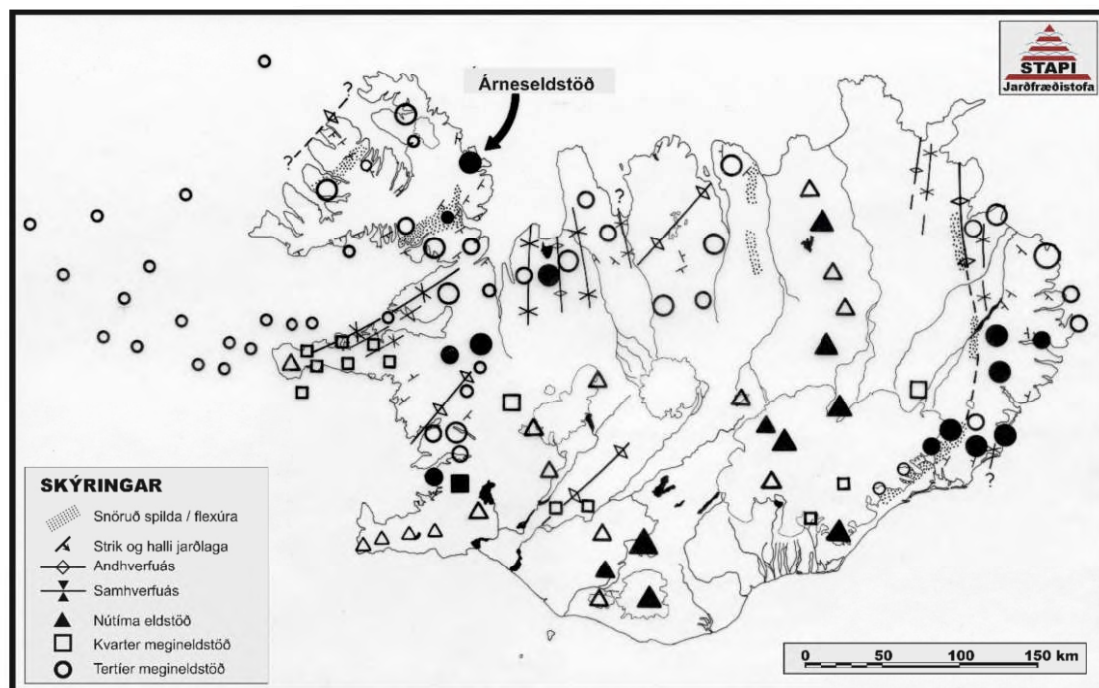 STAPI
Jarðfræðistofa
Árneseldstöð
?
?
?
?
SKÝRINGAR
Snöruð spilda / flexúra
Strik og halli jarðlaga
Andhverfuás
Samhverfuás
Nútíma eldstöð
Kvarter megineldstöð
Tertíer megineldstöð
0 50 100 150 km